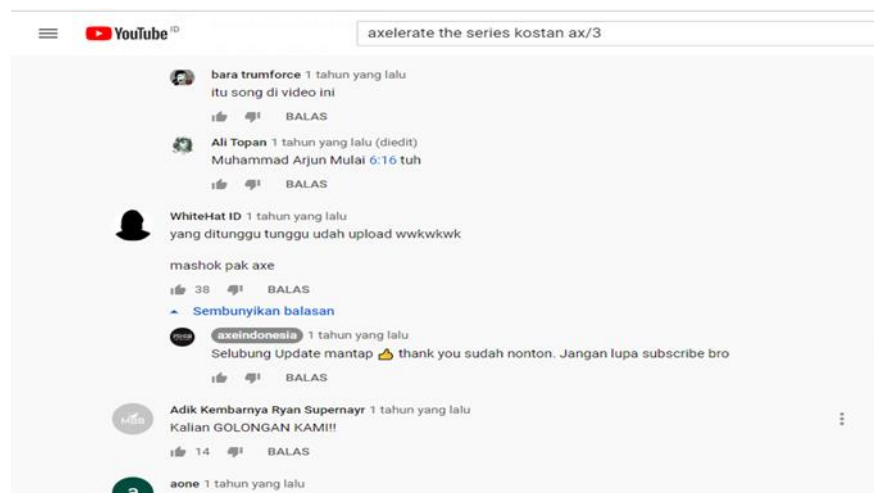 YouTube ID
axelerate the series kostan ax/3
bara trumforce 1 tahun yang lalu
itu song di video ini
BALAS
Ali Topan 1 tahun yang lalu (diedit)
Muhammad Arjun Mulai 6:16 tuh
BALAS
WhiteHat ID 1 tahun yang lalu
yang ditunggu tunggu udah upload wwkwkwk
mashok pak axe
38 BALAS
Sembunyikan balasan
axeindonesia 1 tahun yang lalu
Selubung Update mantap 👍 thank you sudah nonton. Jangan lupa subscribe bro
BALAS
MBB
Adik Kembarnya Ryan Supernayr 1 tahun yang lalu
Kalian GOLONGAN KAMI!!
14 BALAS
a
aone 1 tahun yang lalu